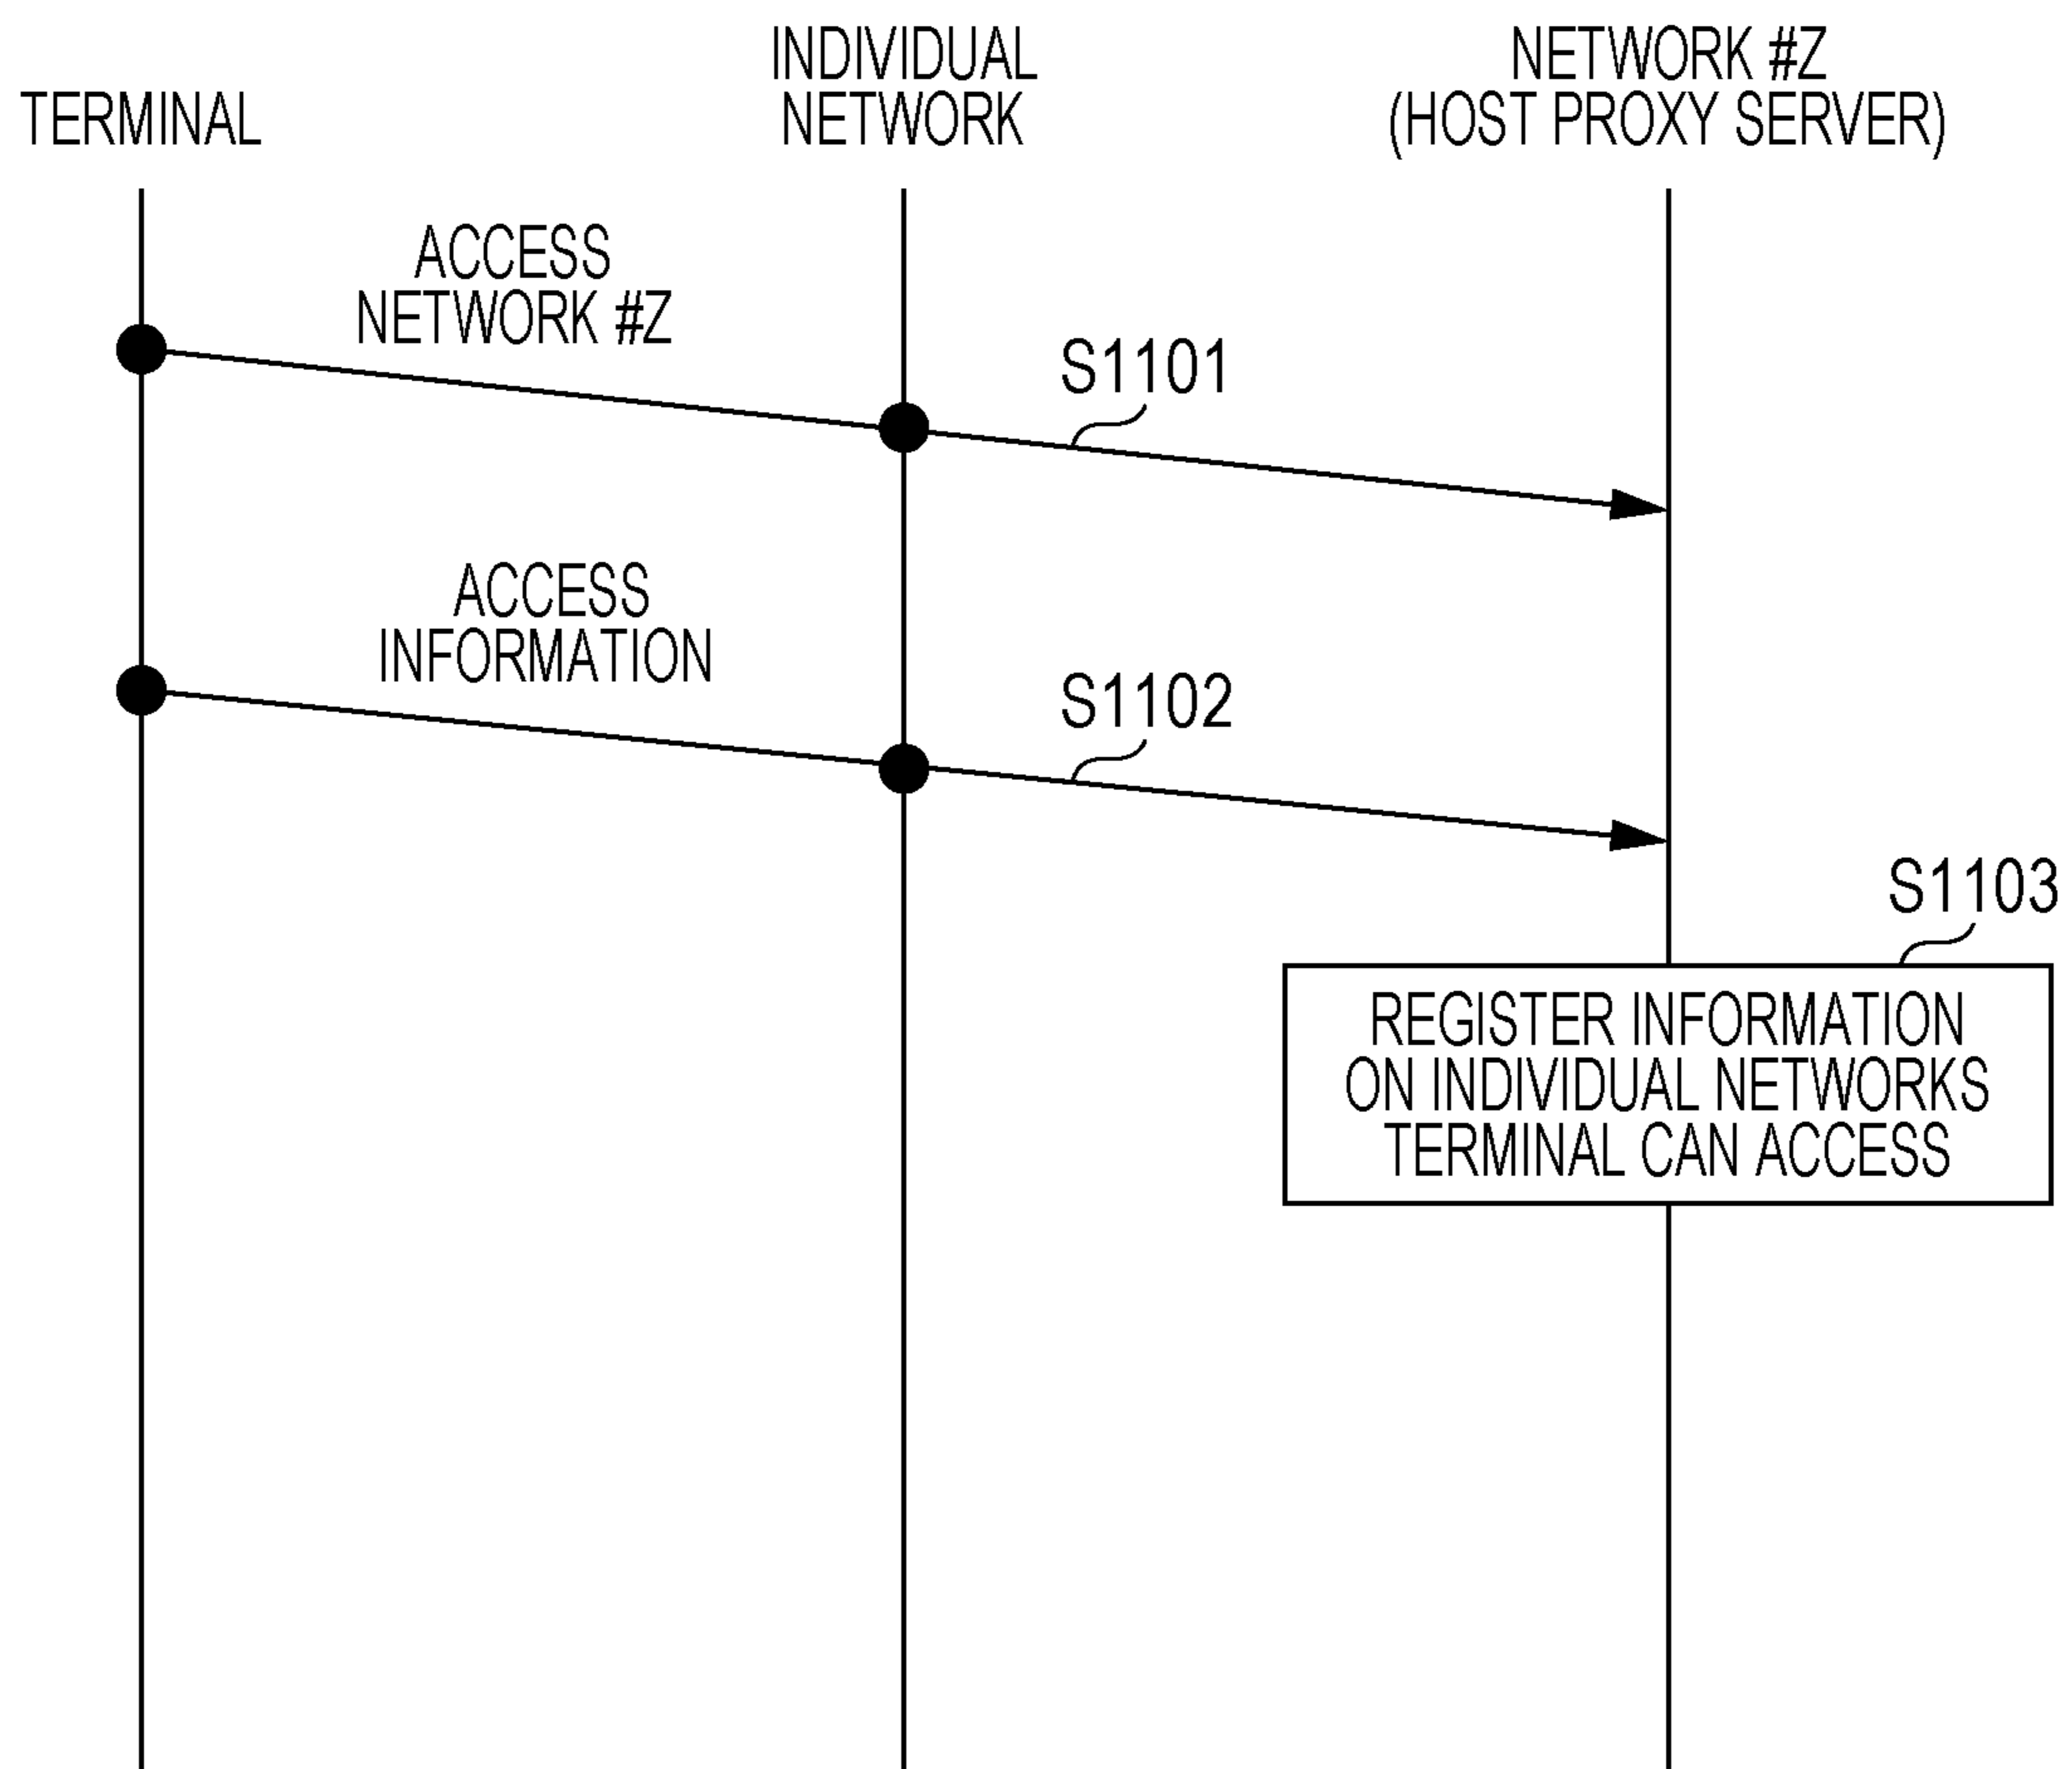 TERMINAL
INDIVIDUAL
NETWORK
NETWORK #Z
(HOST PROXY SERVER)
ACCESS
NETWORK #Z
S1101
ACCESS
INFORMATION
S1102
S1103
REGISTER INFORMATION
ON INDIVIDUAL NETWORKS
TERMINAL CAN ACCESS